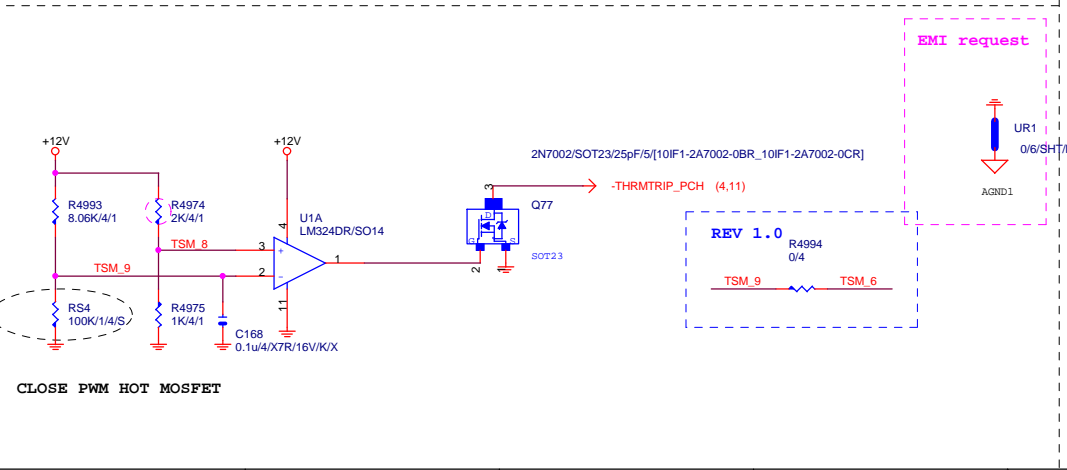 EMI request
+12V
+12V
UR1
0/6/SHT/
AGND1
2N7002/SOT23/25pF/5/[10IF1-2A7002-0BR_10IF1-2A7002-0CR]
3
-THRMTRIP_PCH (4,11)
R4993
8.06K/4/1
R4974
2K/4/1
Q77
D
G
S
SOT23
2
1
U1A
LM324DR/SO14
4
TSM_8
3
+
1
TSM_9
2
-
11
REV 1.0
R4994
0/4
TSM_9
TSM_6
RS4
100K/1/4/S
R4975
1K/4/1
C168
0.1u/4/X7R/16V/K/X
CLOSE PWM HOT MOSFET